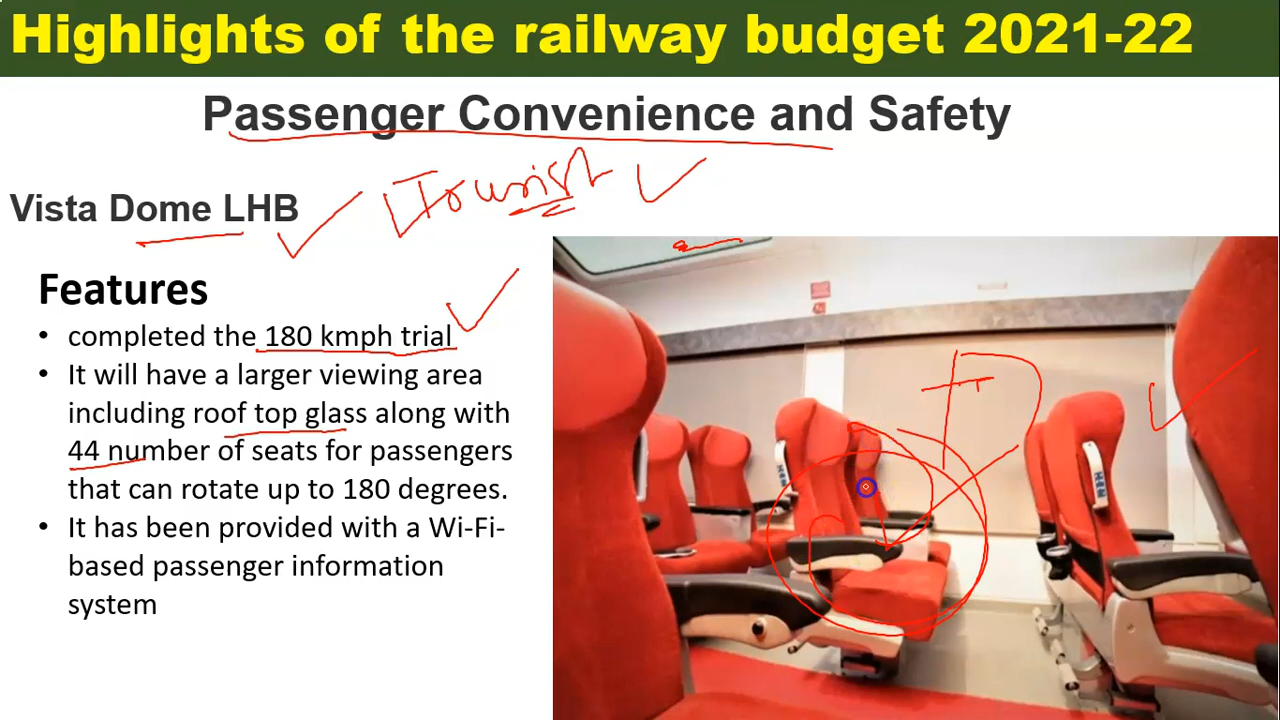 Highlights of the railway budget 2021-22
Passenger Convenience and Safety
Tourist
Vista Dome LHB
Features
• completed the 180 kmph trial
• It will have a larger viewing area
including roof top glass along with
44 number of seats for passengers
that can rotate up to 180 degrees.
• It has been provided with a Wi-Fi-
based passenger information
system